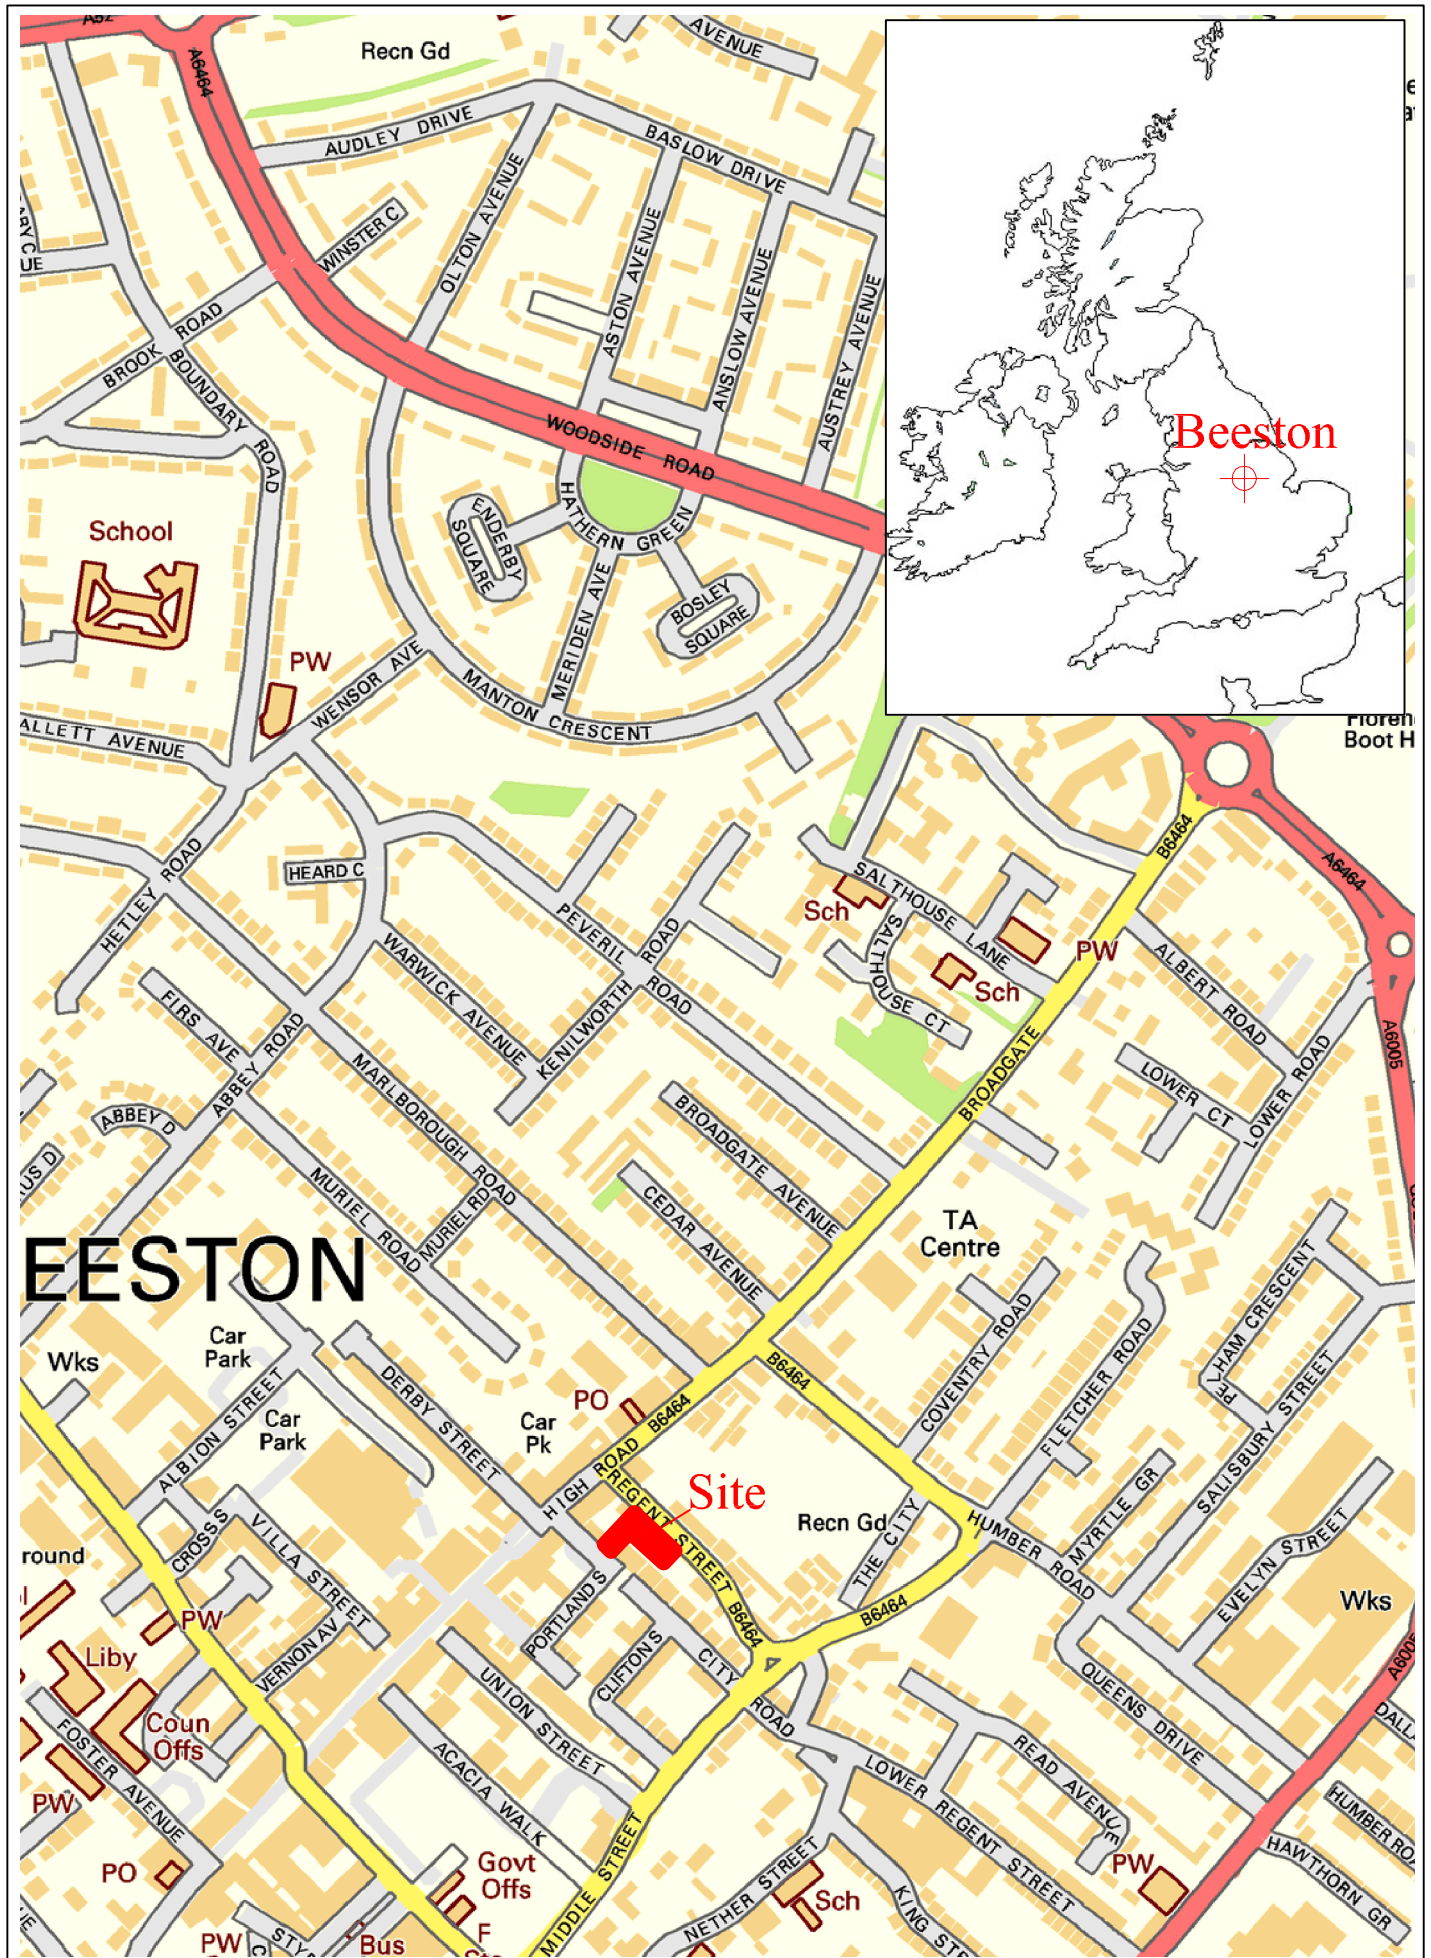 A52
A6464
Recn Gd
AVENUE
AUDLEY DRIVE
BASLOW DRIVE
OLTON AVENUE
WINSTER C
ASTON AVENUE
ANSLOW AVENUE
AUSTREY AVENUE
UE
BROOK ROAD
BOUNDARY ROAD
WOODSIDE ROAD
Beeston
HATHERN GREEN
ENDERBY
SQUARE
BOSLEY
SQUARE
MERIDEN AVE
School
PW
WENSOR AVE
MANTON CRESCENT
ALLETT AVENUE
Floren
Boot H
B6464
A6464
HETLEY ROAD
HEARD C
PEVERIL ROAD
KENILWORTH ROAD
WARWICK AVENUE
SALTHOUSE LANE
Sch
SALTHOUSE CT
Sch
PW
ALBERT ROAD
A6005
FIRS AVE
ABBEY ROAD
ABBEY D
MARLBOROUGH ROAD
BROADGATE
LOWER CT
LOWER ROAD
BROADGATE AVENUE
RUS D
MURIEL ROAD
MURIEL RD
CEDAR AVENUE
TA
Centre
EESTON
Car
Park
Wks
DERBY STREET
ALBION STREET
Car
Park
PO
Car
Pk
HIGH ROAD
B6464
B6464
COVENTRY ROAD
FLETCHER ROAD
PELHAM CRESCENT
SALISBURY STREET
Site
REGENT STREET
B6464
Recn Gd
THE CITY
HUMBER ROAD
MYRTLE GR
EVELYN STREET
Wks
round
CROSS S
VILLA STREET
PW
VERNON AV
PORTLAND S
CLIFTON S
CITY ROAD
B6464
A6005
Liby
Coun
Offs
FOSTER AVENUE
PW
UNION STREET
ACACIA WALK
QUEENS DRIVE
READ AVENUE
LOWER REGENT STREET
DALL
HUMBER RO
HAWTHORN GR
PO
Govt
Offs
MIDDLE STREET
NETHER STREET
Sch
KING STR
PW
PW
STY
Bus
F